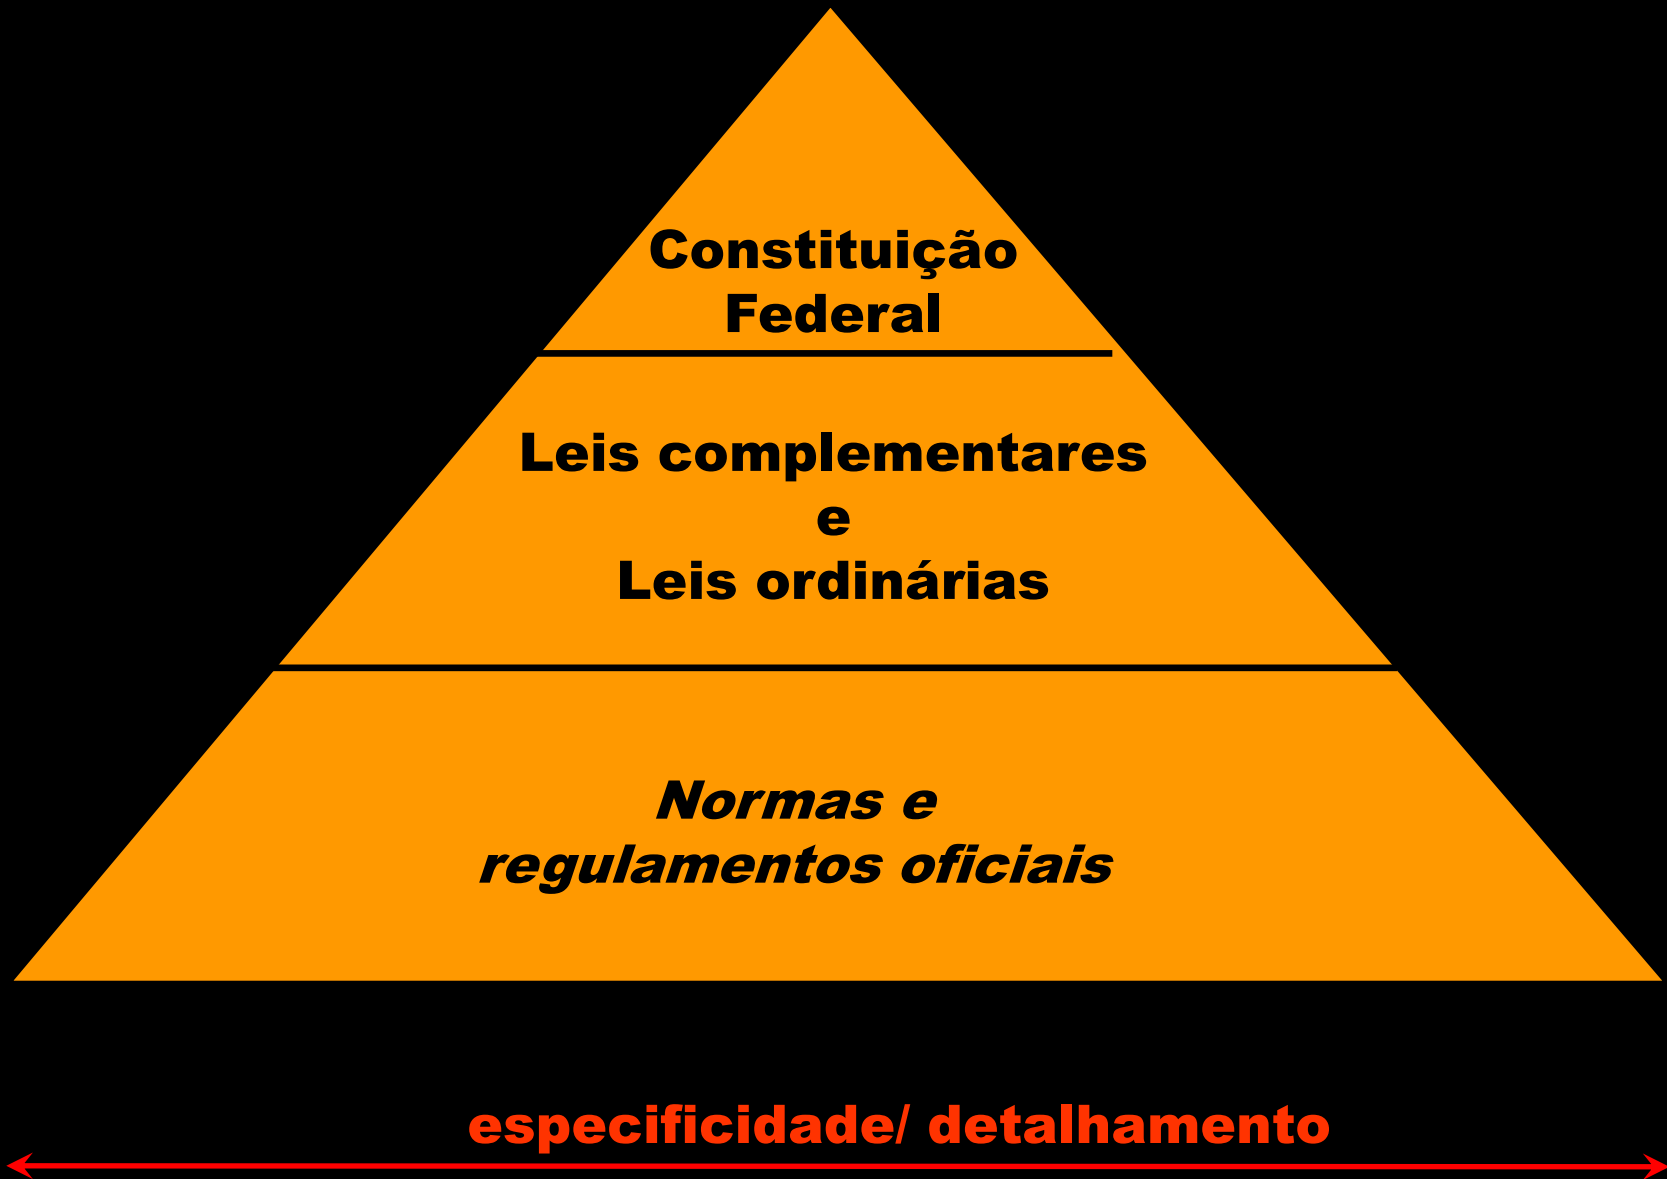 Constituição
Federal
Leis complementares
e
Leis ordinárias
Normas e
regulamentos oficiais
especificidade/ detalhamento